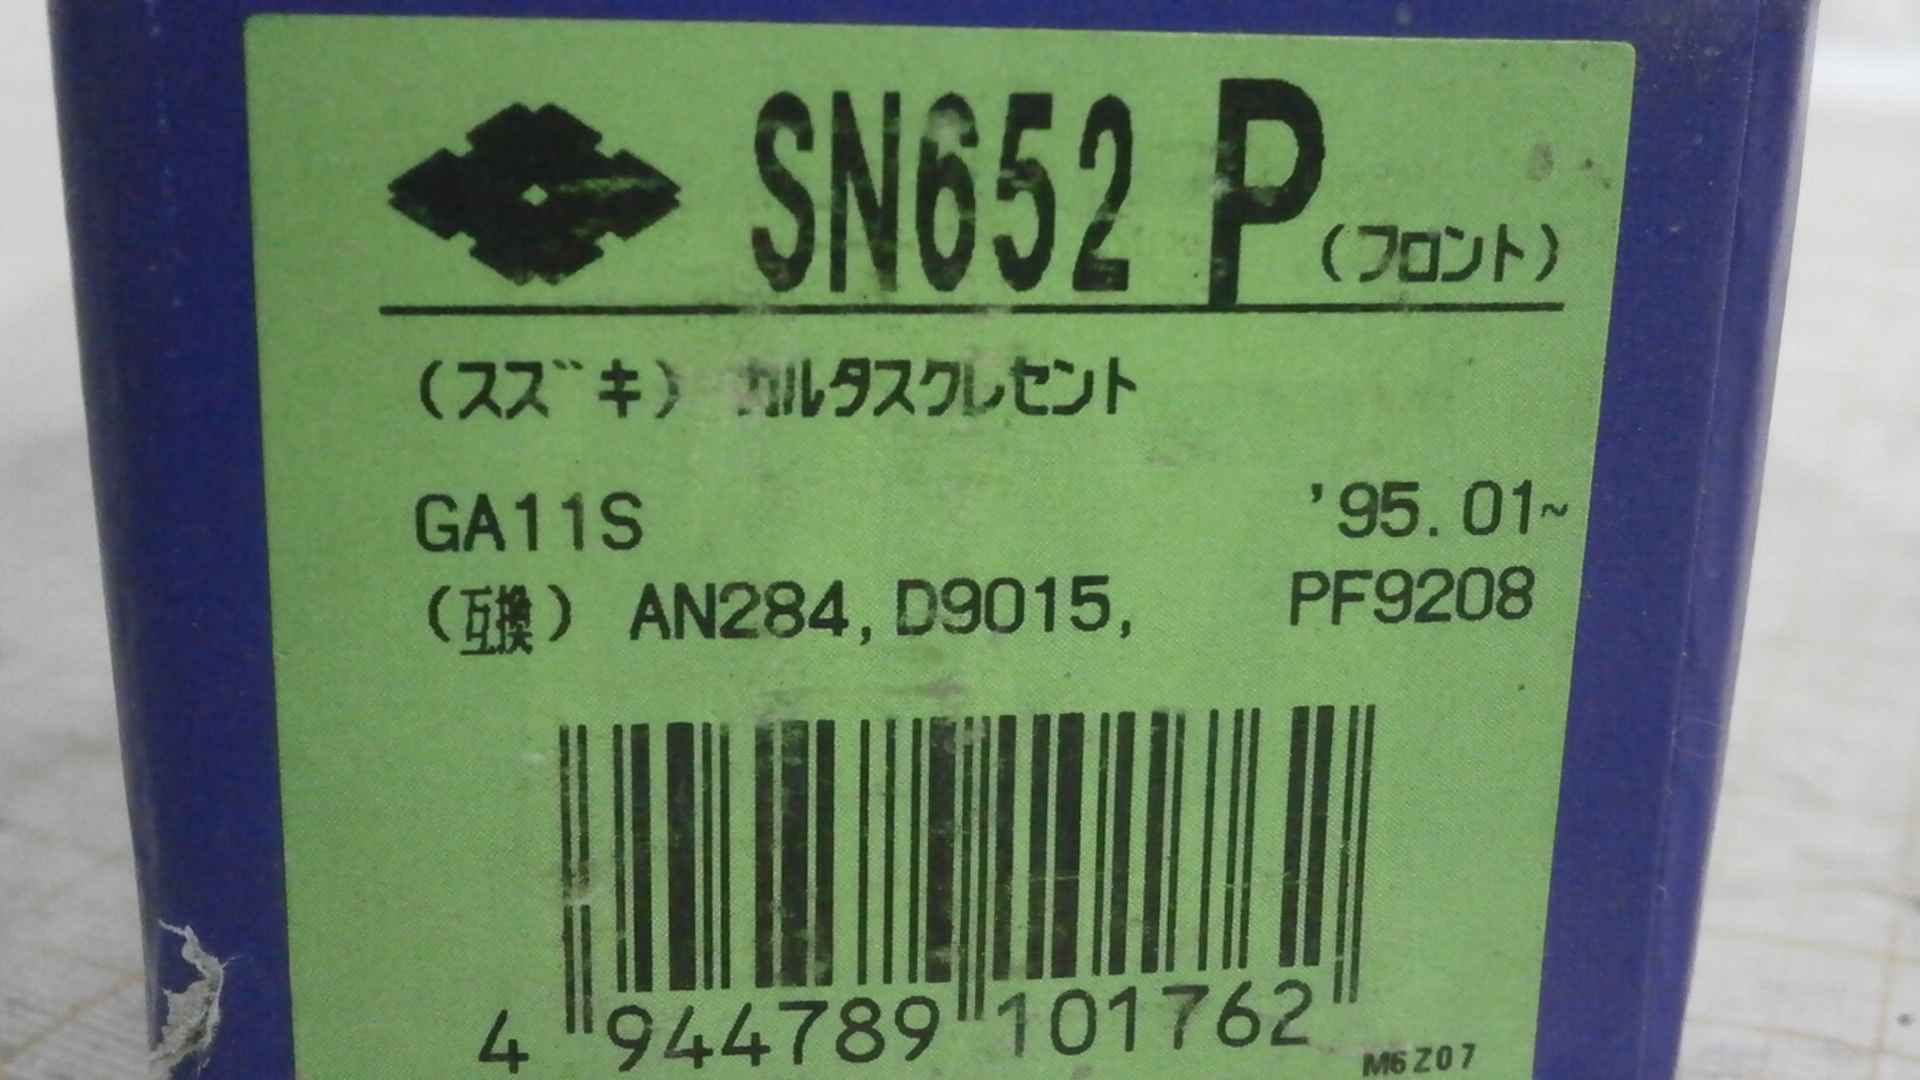 SN652 P (フロント)
(スズキ) カルタスクレセント
GA11S '95.01~
(互換) AN284, D9015, PF9208
4 944789 101762
M6Z07